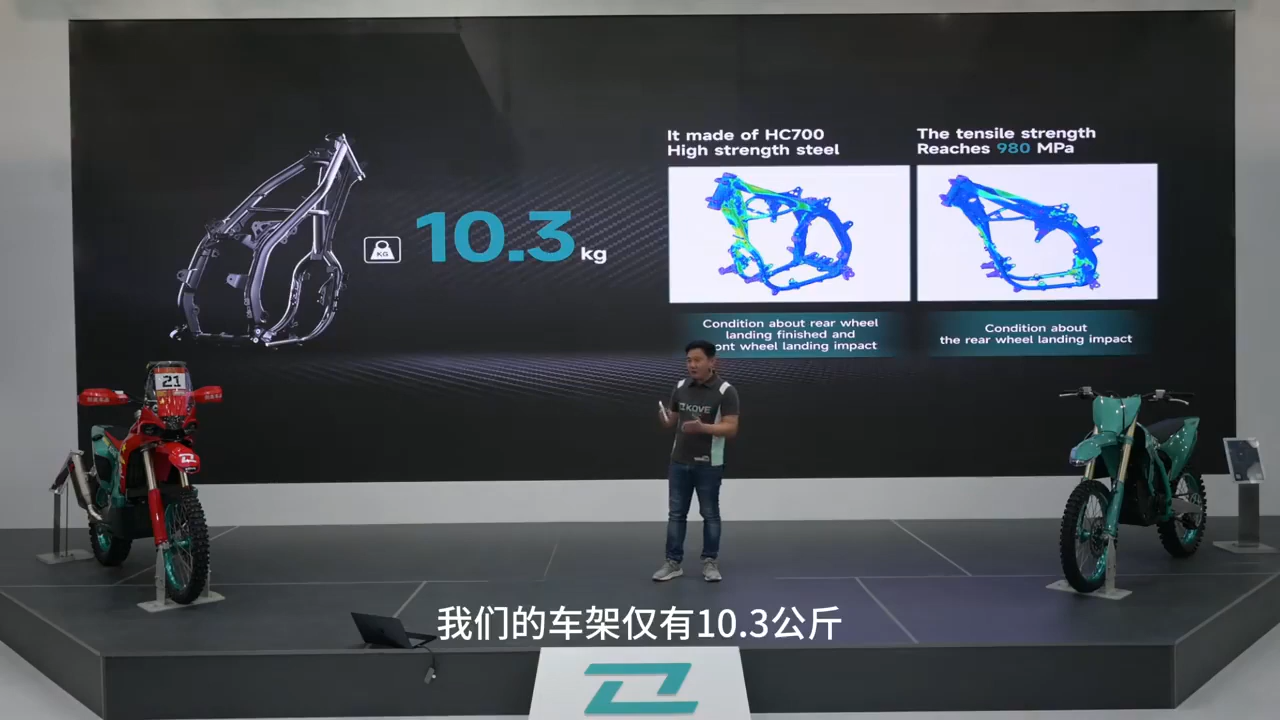 It made of HC700
High strength steel
The tensile strength
Reaches 980 MPa
10.3 kg
KG
Condition about rear wheel
landing finished and
ont wheel landing impact
Condition about
the rear wheel landing impact
21
KOVE
我们的车架仅有10.3公斤